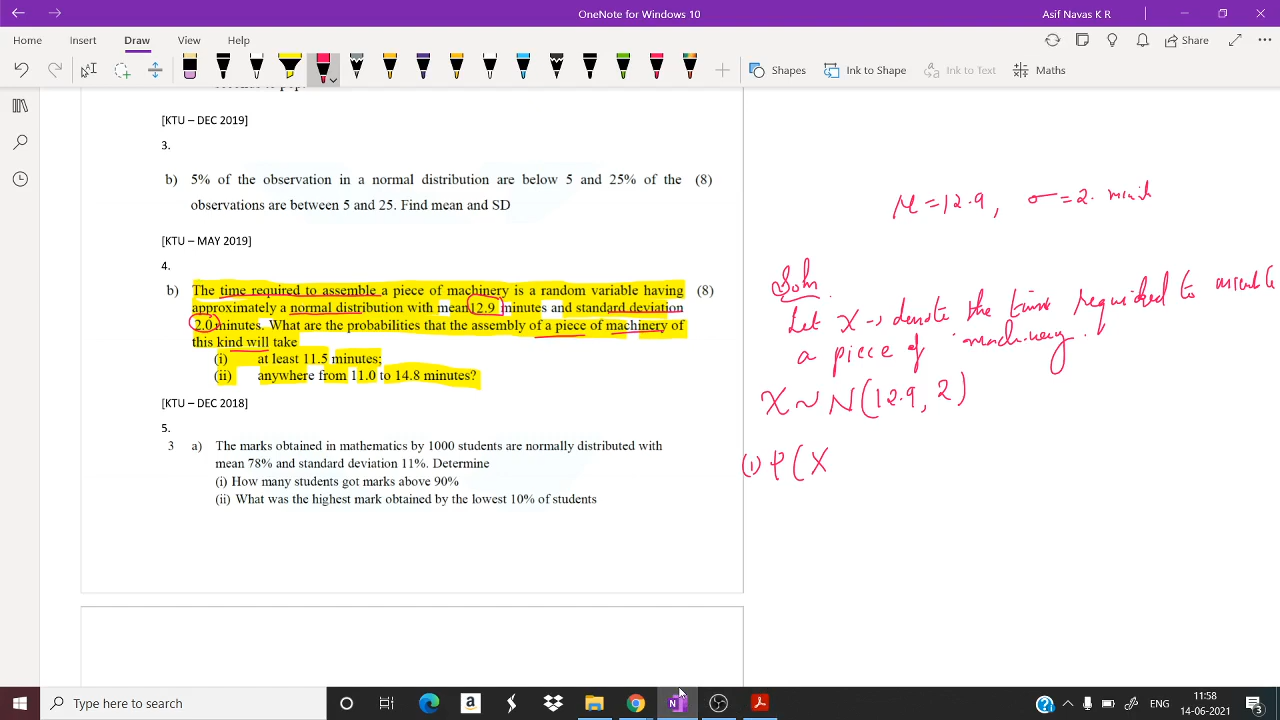 OneNote for Windows 10
Asif Navas K R
Home Insert Draw View Help
Shapes Ink to Shape Ink to Text Maths Share
[KTU – DEC 2019]
3.
b) 5% of the observation in a normal distribution are below 5 and 25% of the (8)
observations are between 5 and 25. Find mean and SD
[KTU – MAY 2019]
4.
b) The time required to assemble a piece of machinery is a random variable having (8)
approximately a normal distribution with mean 12.9 minutes and standard deviation
2.0 minutes. What are the probabilities that the assembly of a piece of machinery of
this kind will take
(i) at least 11.5 minutes;
(ii) anywhere from 11.0 to 14.8 minutes?
[KTU – DEC 2018]
5.
3 a) The marks obtained in mathematics by 1000 students are normally distributed with
mean 78% and standard deviation 11%. Determine
(i) How many students got marks above 90%
(ii) What was the highest mark obtained by the lowest 10% of students
μ = 12.9, σ = 2.
Soln
Let X → denote the time required to
a piece of machinery.
X ~ N(12.9, 2)
(i) P(X
Type here to search
ENG
11:58
14-06-2021